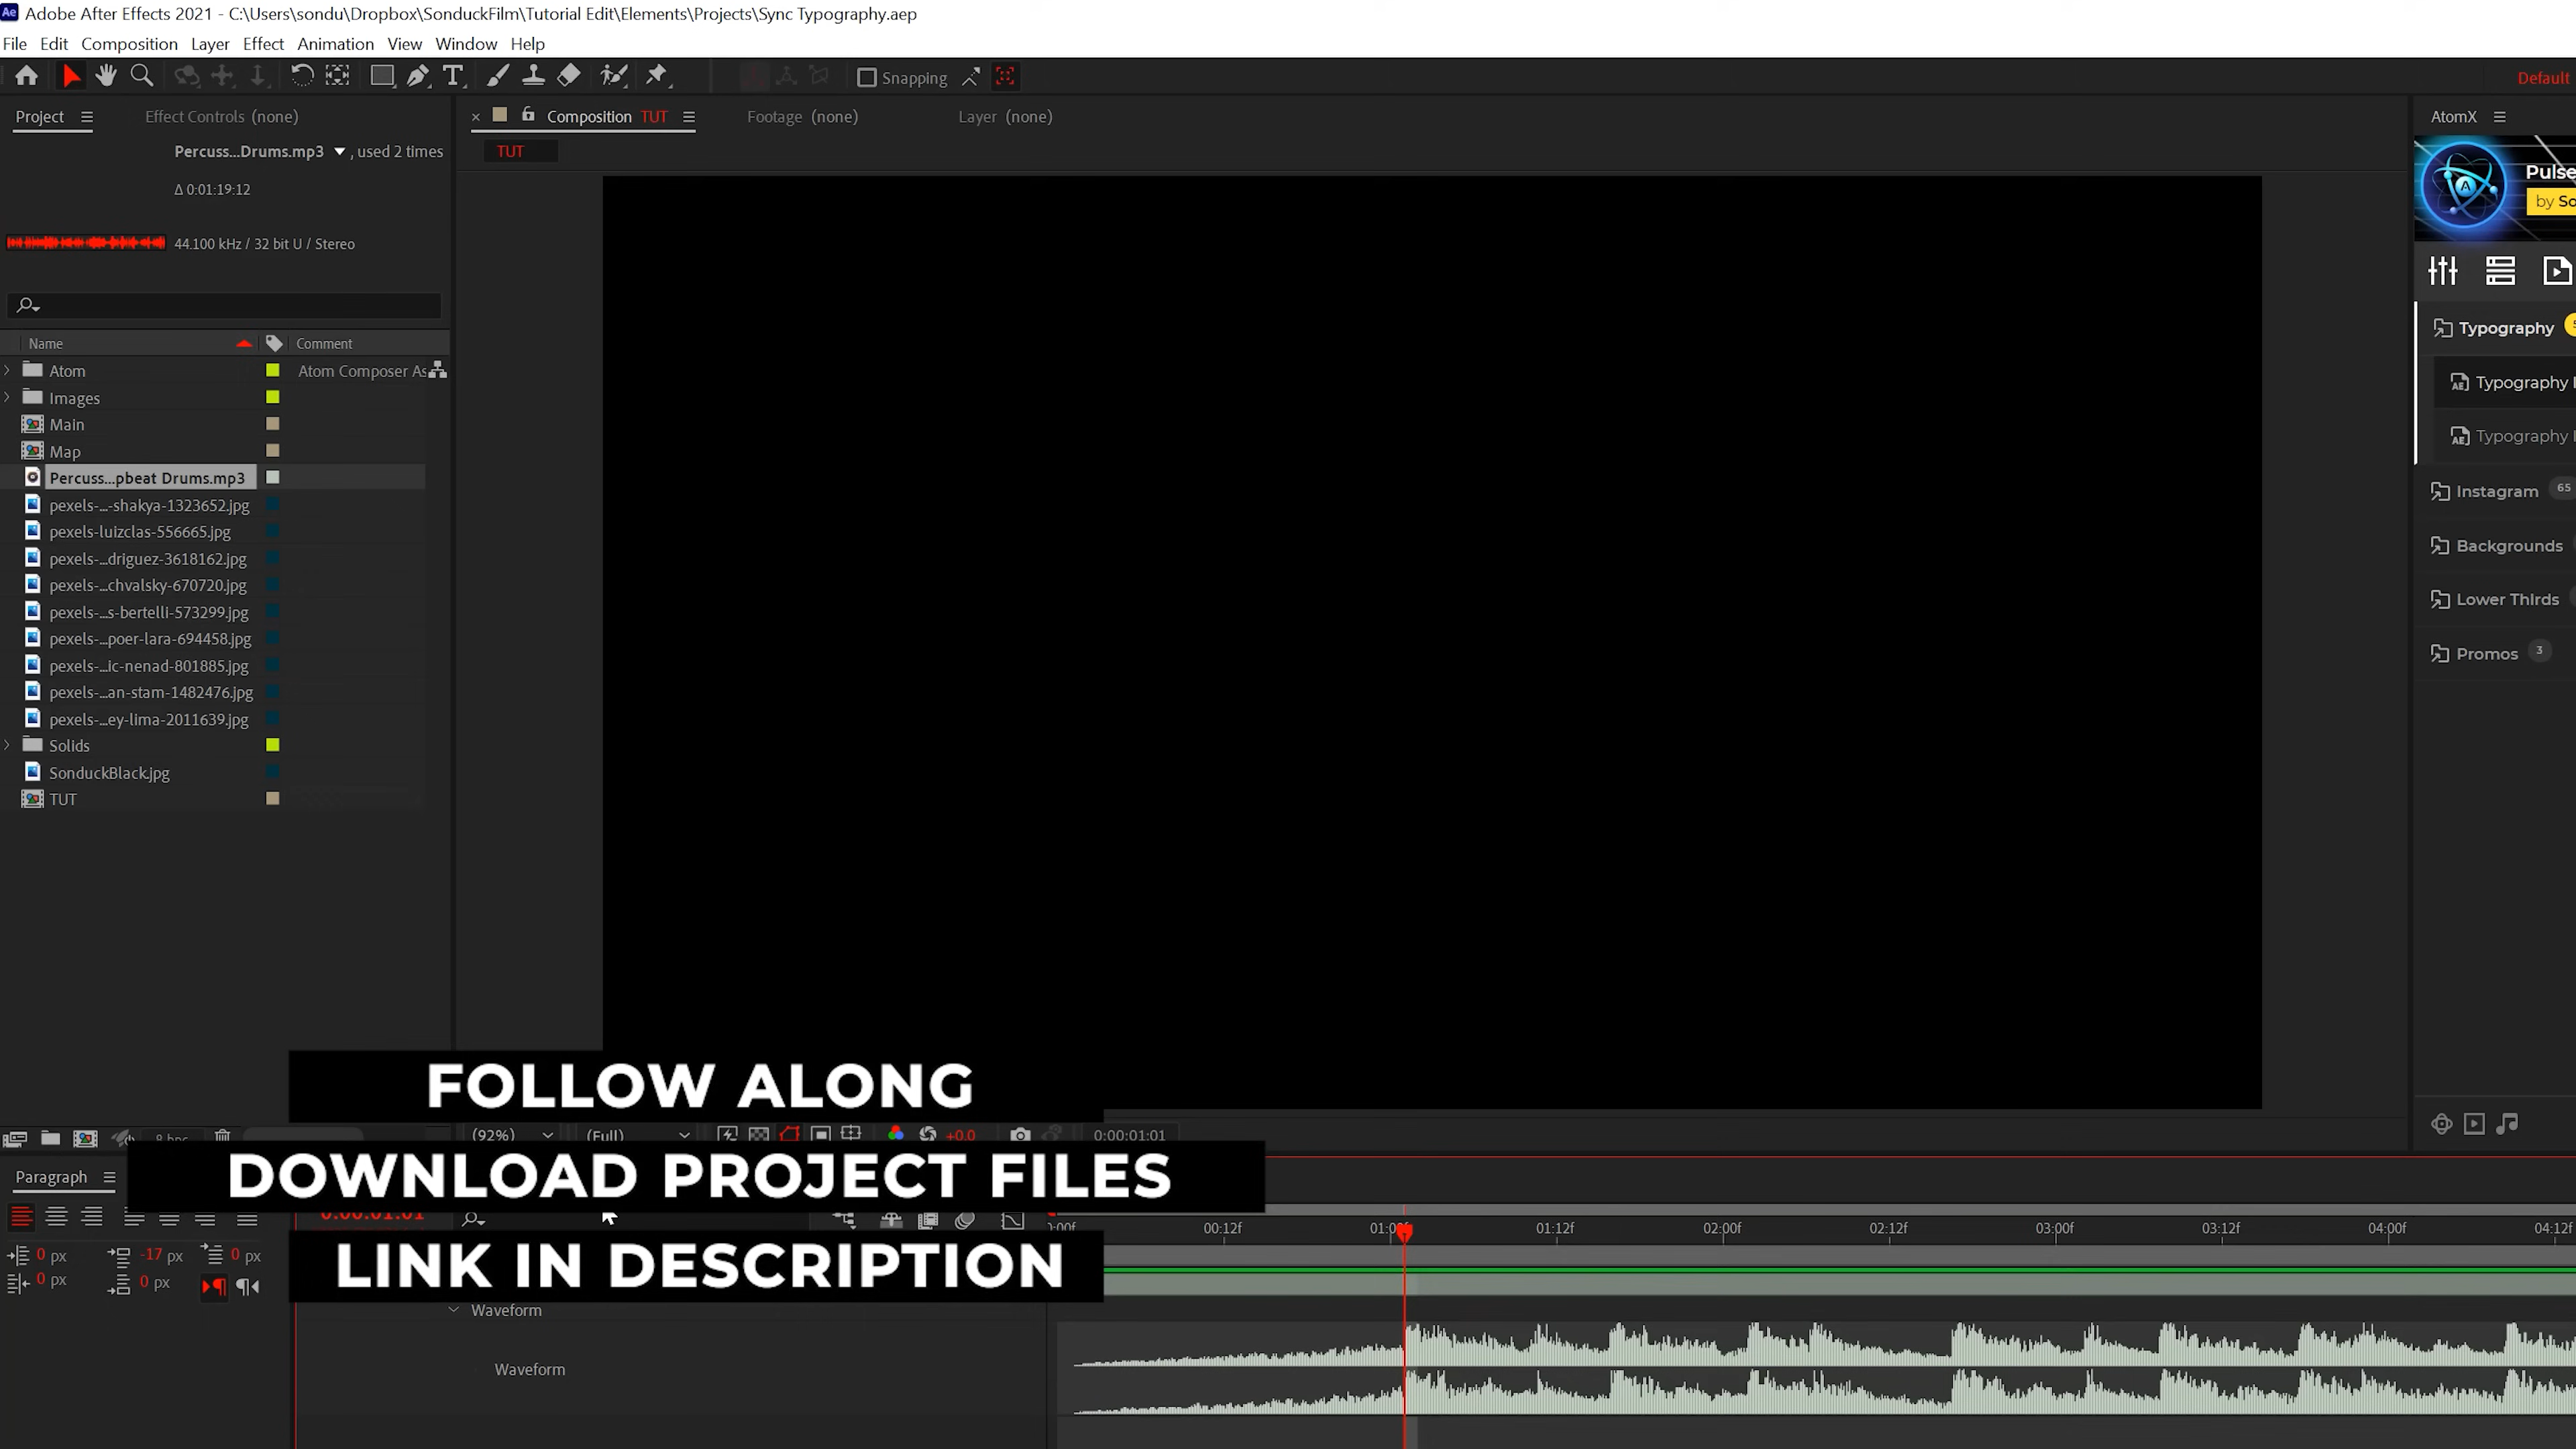 Adobe After Effects 2021 - C:\Users\sondu\Dropbox\SonduckFilm\Tutorial Edit\Elements\Projects\Sync Typography.aep
File Edit Composition Layer Effect Animation View Window Help
Snapping
Default
Project
Effect Controls (none)
Composition TUT
Footage (none)
Layer (none)
AtomX
Percuss...Drums.mp3 , used 2 times
TUT
Δ 0:01:19:12
Pulse
by So
44.100 kHz / 32 bit U / Stereo
Name Comment
Atom Atom Composer As
Images
Main
Map
Percuss...pbeat Drums.mp3
pexels-...-shakya-1323652.jpg
pexels-luizclas-556665.jpg
pexels-...driguez-3618162.jpg
pexels-...chvalsky-670720.jpg
pexels-...s-bertelli-573299.jpg
pexels-...poer-lara-694458.jpg
pexels-...ic-nenad-801885.jpg
pexels-...an-stam-1482476.jpg
pexels-...ey-lima-2011639.jpg
Solids
SonduckBlack.jpg
TUT
Typography
Typography
Typography
Instagram 65
Backgrounds
Lower Thirds
Promos 3
FOLLOW ALONG
8 bpc
(92%) (Full) +0.0 0:00:01:01
DOWNLOAD PROJECT FILES
Paragraph
0:00:01:01
LINK IN DESCRIPTION
0 px -17 px 0 px
0 px 0 px
:00f 00:12f 01:00f 01:12f 02:00f 02:12f 03:00f 03:12f 04:00f 04:12f
Waveform
Waveform